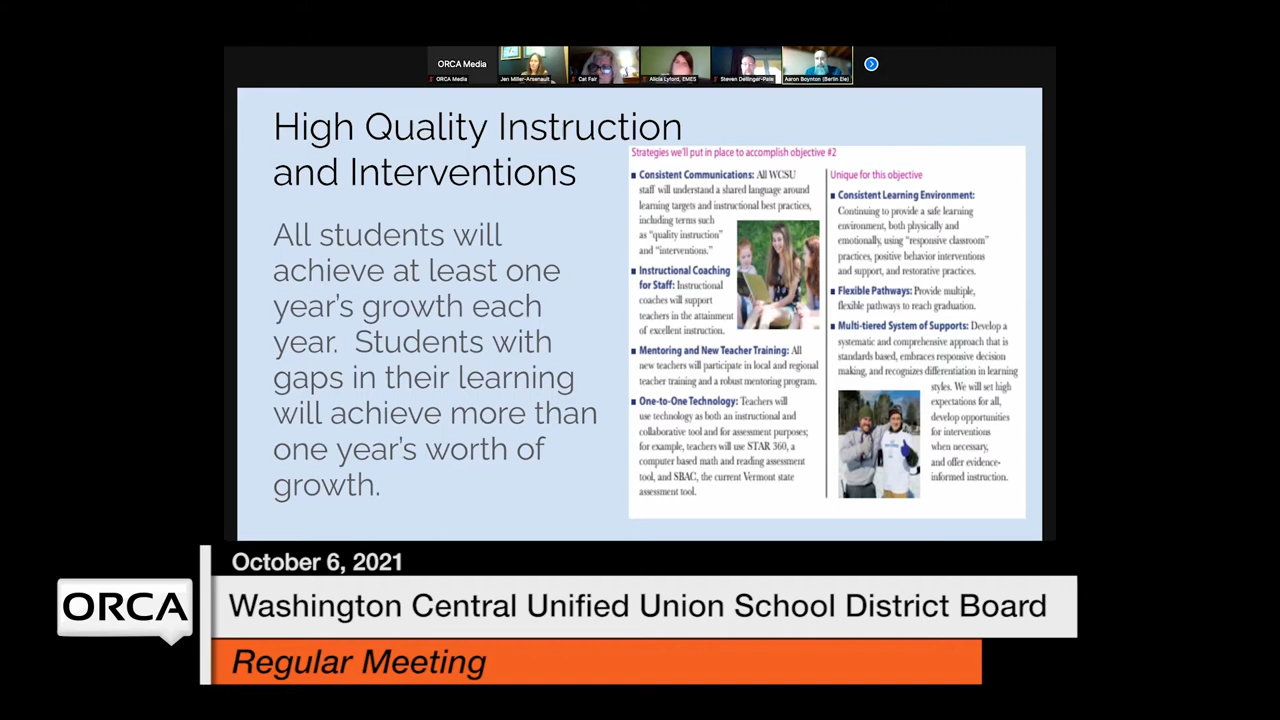 ORCA Media
ORCA Media
Jen Miller-Arsenault
Cat Fair
Alicia Lyford, EMES
Steven Dellinger-Pate
Aaron Boynton (Berlin Ele)
High Quality Instruction
and Interventions
All students will
achieve at least one
year's growth each
year.  Students with
gaps in their learning
will achieve more than
one year's worth of
growth.
Strategies we'll put in place to accomplish objective #2
■ Consistent Communications: All WCSU
staff will understand a shared language around
learning targets and instructional best practices,
including terms such
as "quality instruction"
and "interventions."
■ Instructional Coaching
for Staff: Instructional
coaches will support
teachers in the attainment
of excellent instruction.
■ Mentoring and New Teacher Training: All
new teachers will participate in local and regional
teacher training and a robust mentoring program.
■ One-to-One Technology: Teachers will
use technology as both an instructional and
collaborative tool and for assessment purposes;
for example, teachers will use STAR 360, a
computer based math and reading assessment
tool, and SBAC, the current Vermont state
assessment tool.
Unique for this objective
■ Consistent Learning Environment:
Continuing to provide a safe learning
environment, both physically and
emotionally, using "responsive classroom"
practices, positive behavior interventions
and support, and restorative practices.
■ Flexible Pathways: Provide multiple,
flexible pathways to reach graduation.
■ Multi-tiered System of Supports: Develop a
systematic and comprehensive approach that is
standards based, embraces responsive decision
making, and recognizes differentiation in learning
styles. We will set high
expectations for all,
develop opportunities
for interventions
when necessary,
and offer evidence-
informed instruction.
October 6, 2021
ORCA
Washington Central Unified Union School District Board
Regular Meeting